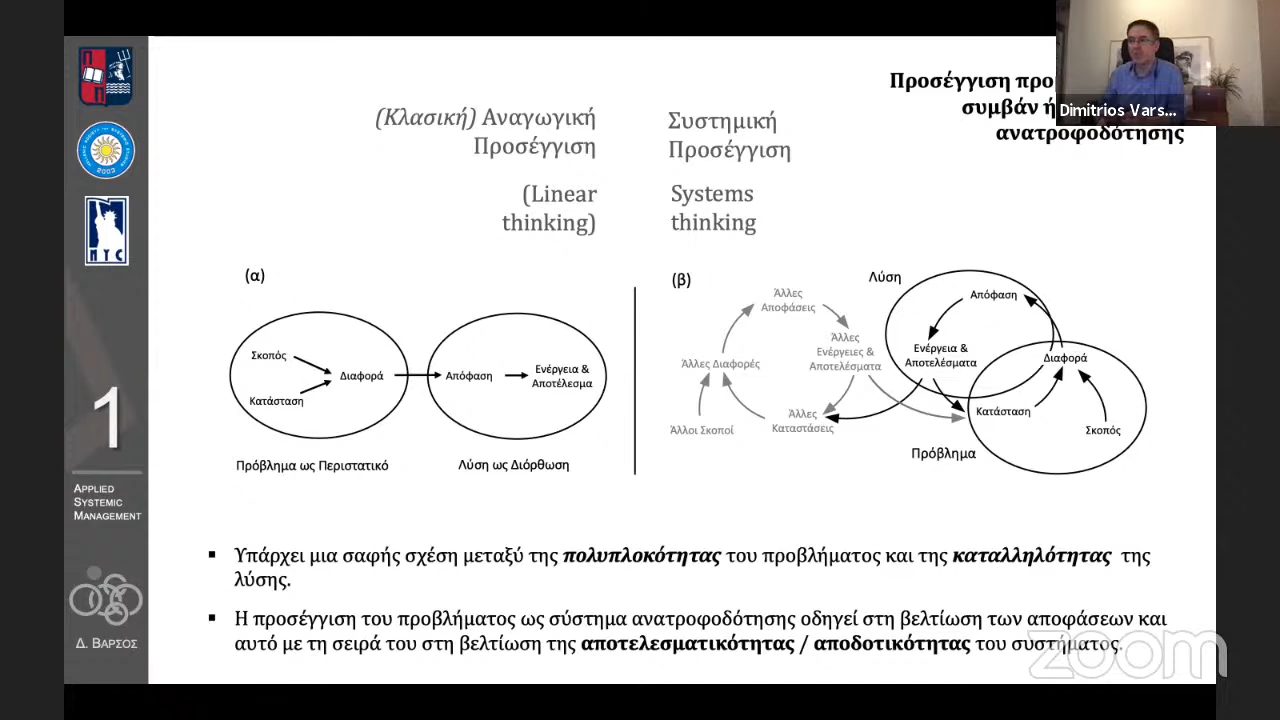 Προσέγγιση
συμβάν ή
ανατροφοδότησης
Dimitrios Vars...
(Κλασική) Αναγωγική
Προσέγγιση
(Linear
thinking)
Συστημική
Προσέγγιση
Systems
thinking
(α)
Σκοπός
Κατάσταση
Διαφορά
Απόφαση
Ενέργεια &
Αποτέλεσμα
Πρόβλημα ως Περιστατικό
Λύση ως Διόρθωση
(β)
Λύση
Άλλες
Αποφάσεις
Άλλες
Ενέργειες &
Αποτελέσματα
Άλλες Διαφορές
Άλλοι Σκοποί
Άλλες
Καταστάσεις
Απόφαση
Ενέργεια &
Αποτελέσματα
Διαφορά
Κατάσταση
Σκοπός
Πρόβλημα
2003
NYC
1
APPLIED
SYSTEMIC
MANAGEMENT
Δ. ΒΑΡΣΟΣ
▪ Υπάρχει μια σαφής σχέση μεταξύ της πολυπλοκότητας του προβλήματος και της καταλληλότητας της
λύσης.
▪ Η προσέγγιση του προβλήματος ως σύστημα ανατροφοδότησης οδηγεί στη βελτίωση των αποφάσεων και
αυτό με τη σειρά του στη βελτίωση της αποτελεσματικότητας / αποδοτικότητας του συστήματος.
zoom